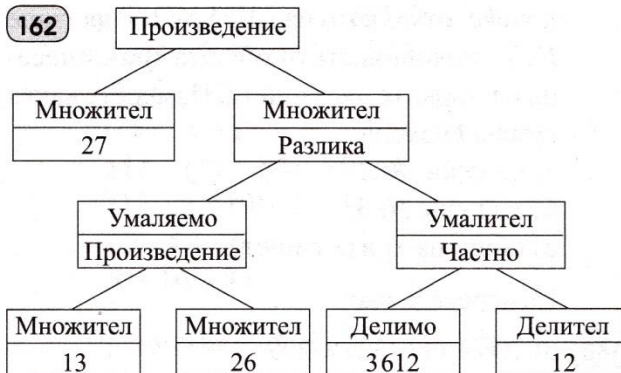 162
Произведение
Множител Множител
27 Разлика
Умаляемо Умалител
Произведение Частно
Множител Множител Делимо Делител
13 26 3612 12